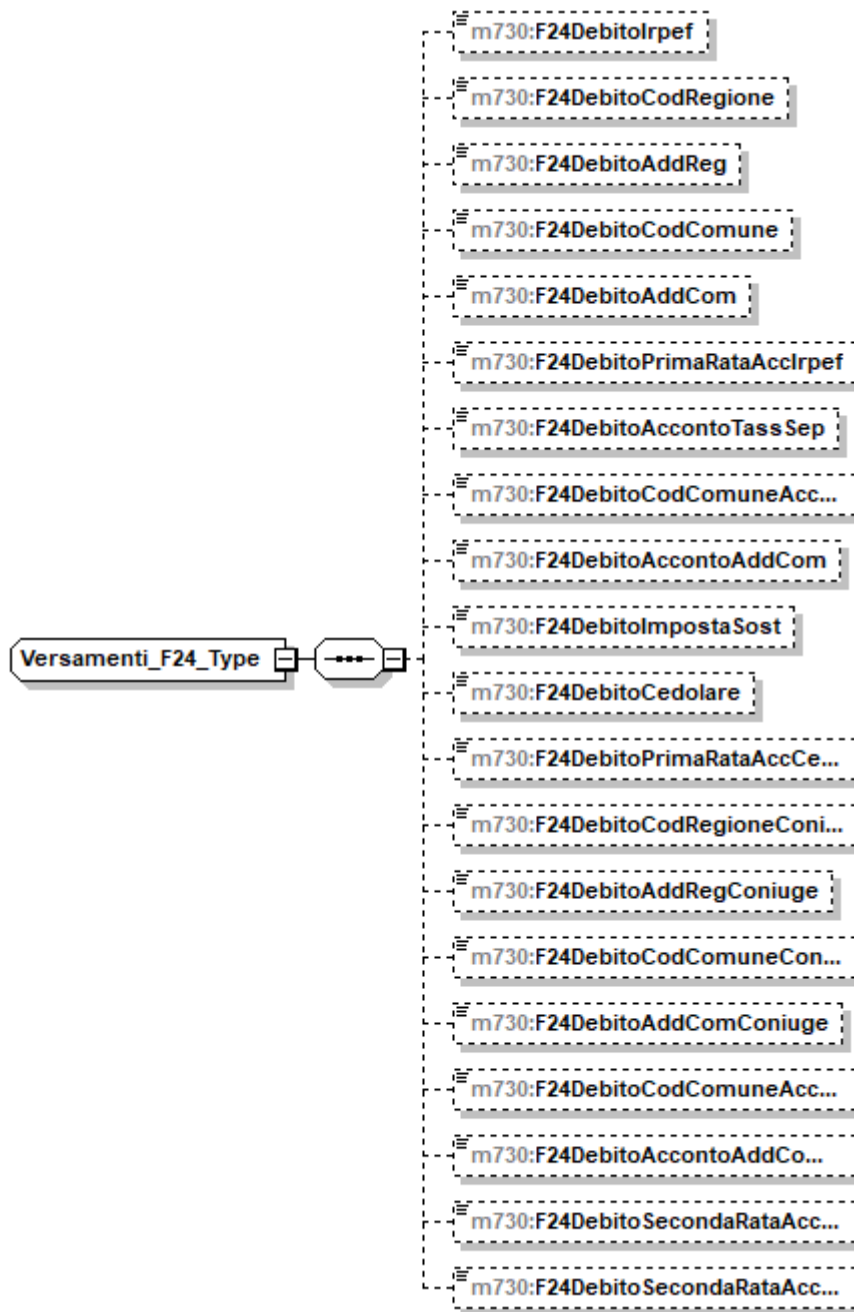 m730:F24DebitoIrpef
m730:F24DebitoCodRegione
m730:F24DebitoAddReg
m730:F24DebitoCodComune
m730:F24DebitoAddCom
m730:F24DebitoPrimaRataAccIrpef
m730:F24DebitoAccontoTassSep
m730:F24DebitoCodComuneAcc...
m730:F24DebitoAccontoAddCom
m730:F24DebitoImpostaSost
Versamenti_F24_Type
m730:F24DebitoCedolare
m730:F24DebitoPrimaRataAccCe...
m730:F24DebitoCodRegioneConi...
m730:F24DebitoAddRegConiuge
m730:F24DebitoCodComuneCon...
m730:F24DebitoAddComConiuge
m730:F24DebitoCodComuneAcc...
m730:F24DebitoAccontoAddCo...
m730:F24DebitoSecondaRataAcc...
m730:F24DebitoSecondaRataAcc...